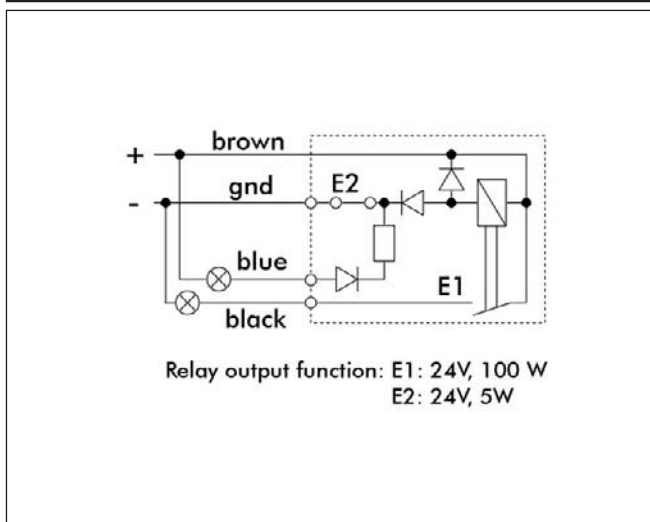 + brown
- gnd E2
blue
E1
black
Relay output function: E1: 24V, 100 W
E2: 24V, 5W